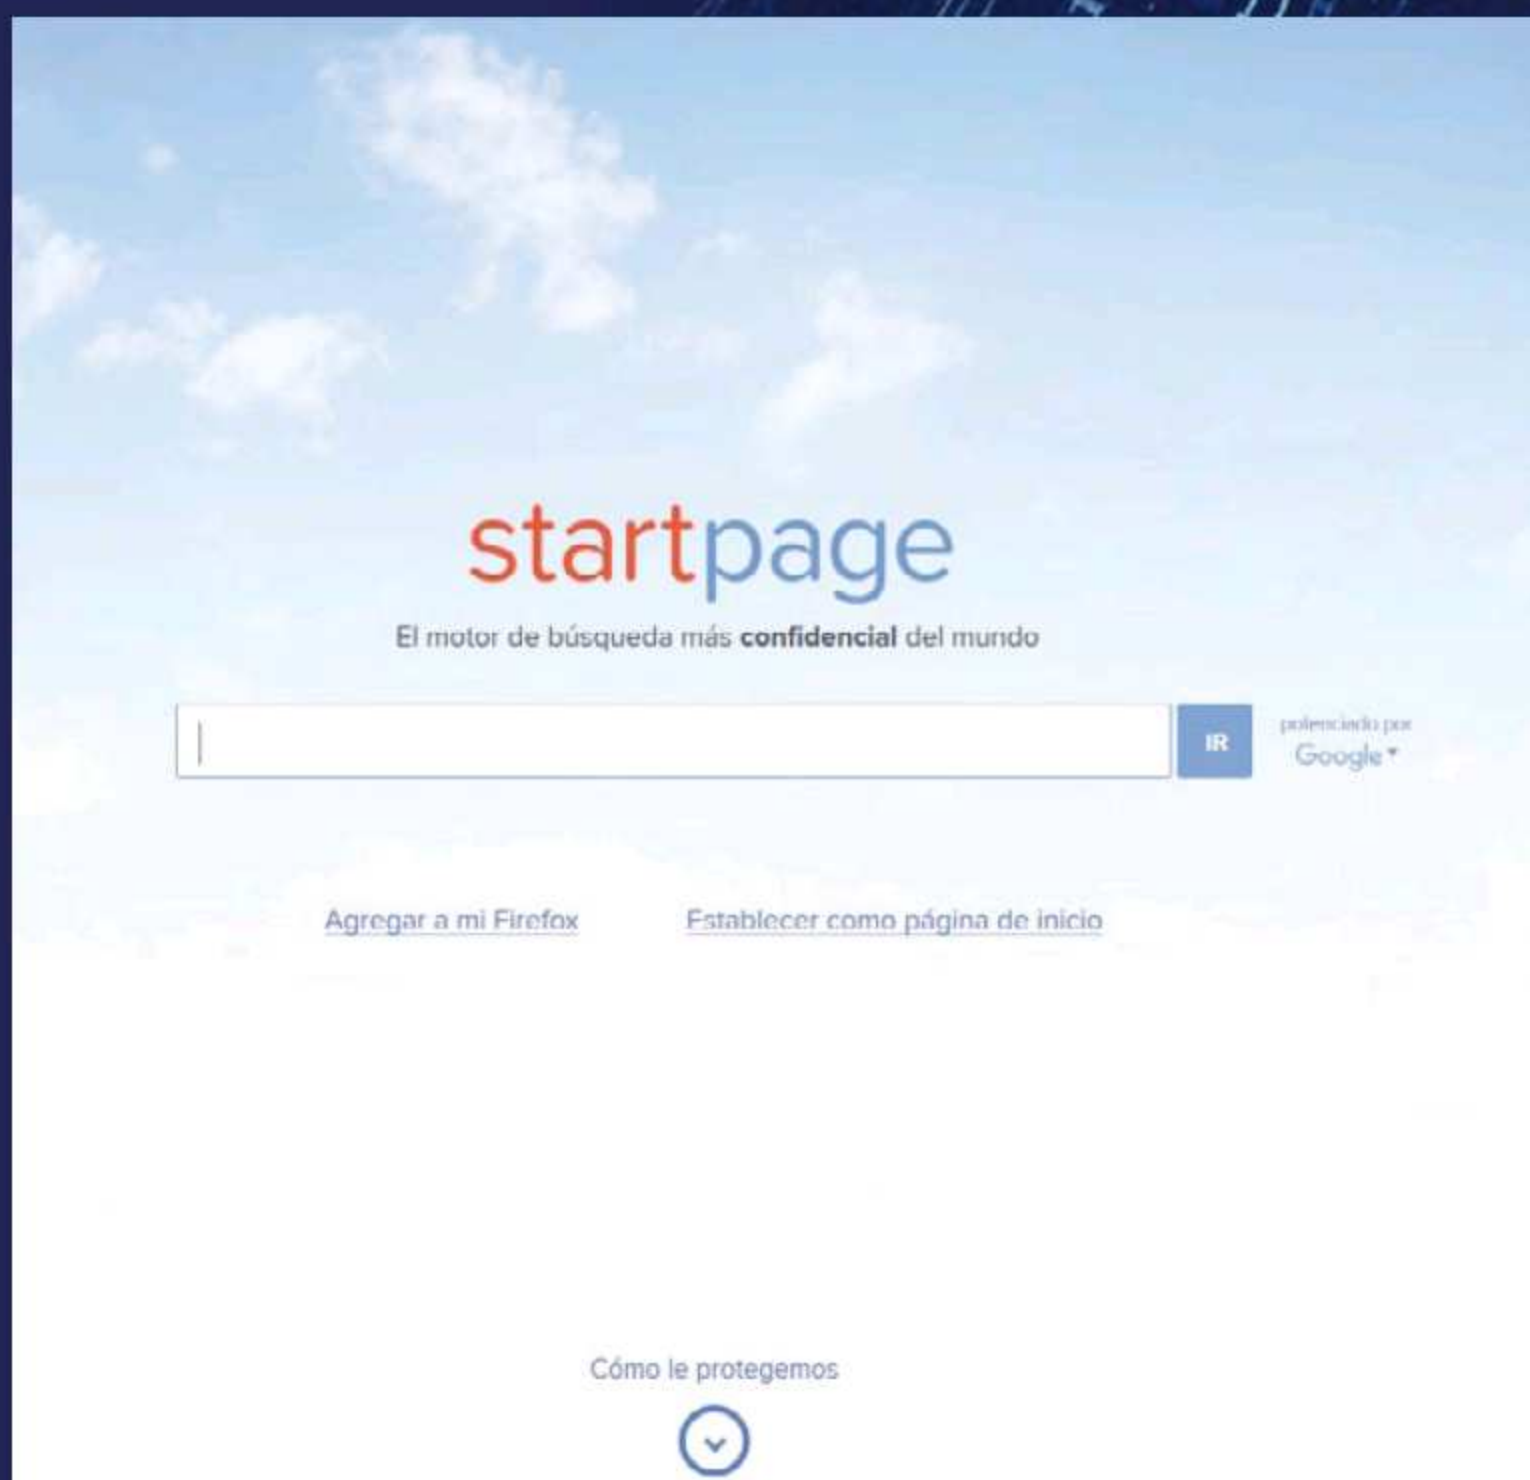 startpage
El motor de búsqueda más confidencial del mundo
IR
potenciado por
Google
Agregar a mi Firefox
Establecer como página de inicio
Cómo le protegemos